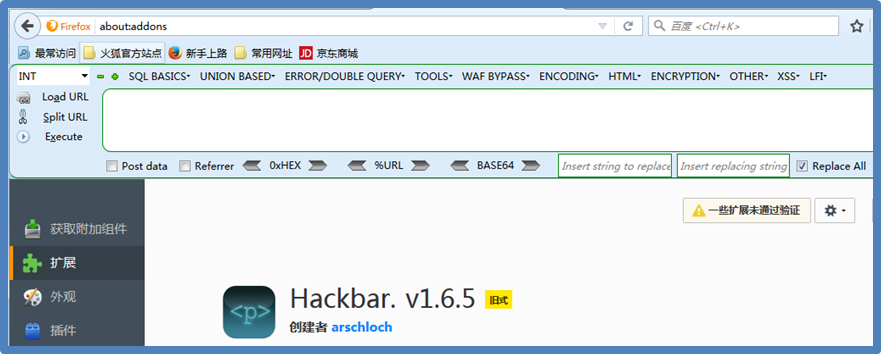 Firefox about:addons 百度 <Ctrl+K>
最常访问 火狐官方站点 新手上路 常用网址 JD 京东商城
INT SQL BASICS UNION BASED ERROR/DOUBLE QUERY TOOLS WAF BYPASS ENCODING HTML ENCRYPTION OTHER XSS LFI
Load URL
Split URL
Execute
Post data Referrer 0xHEX %URL BASE64 Insert string to replace Insert replacing string Replace All
获取附加组件 一些扩展未通过验证
扩展
外观
插件
<p> Hackbar. v1.6.5 旧式
创建者 arschloch